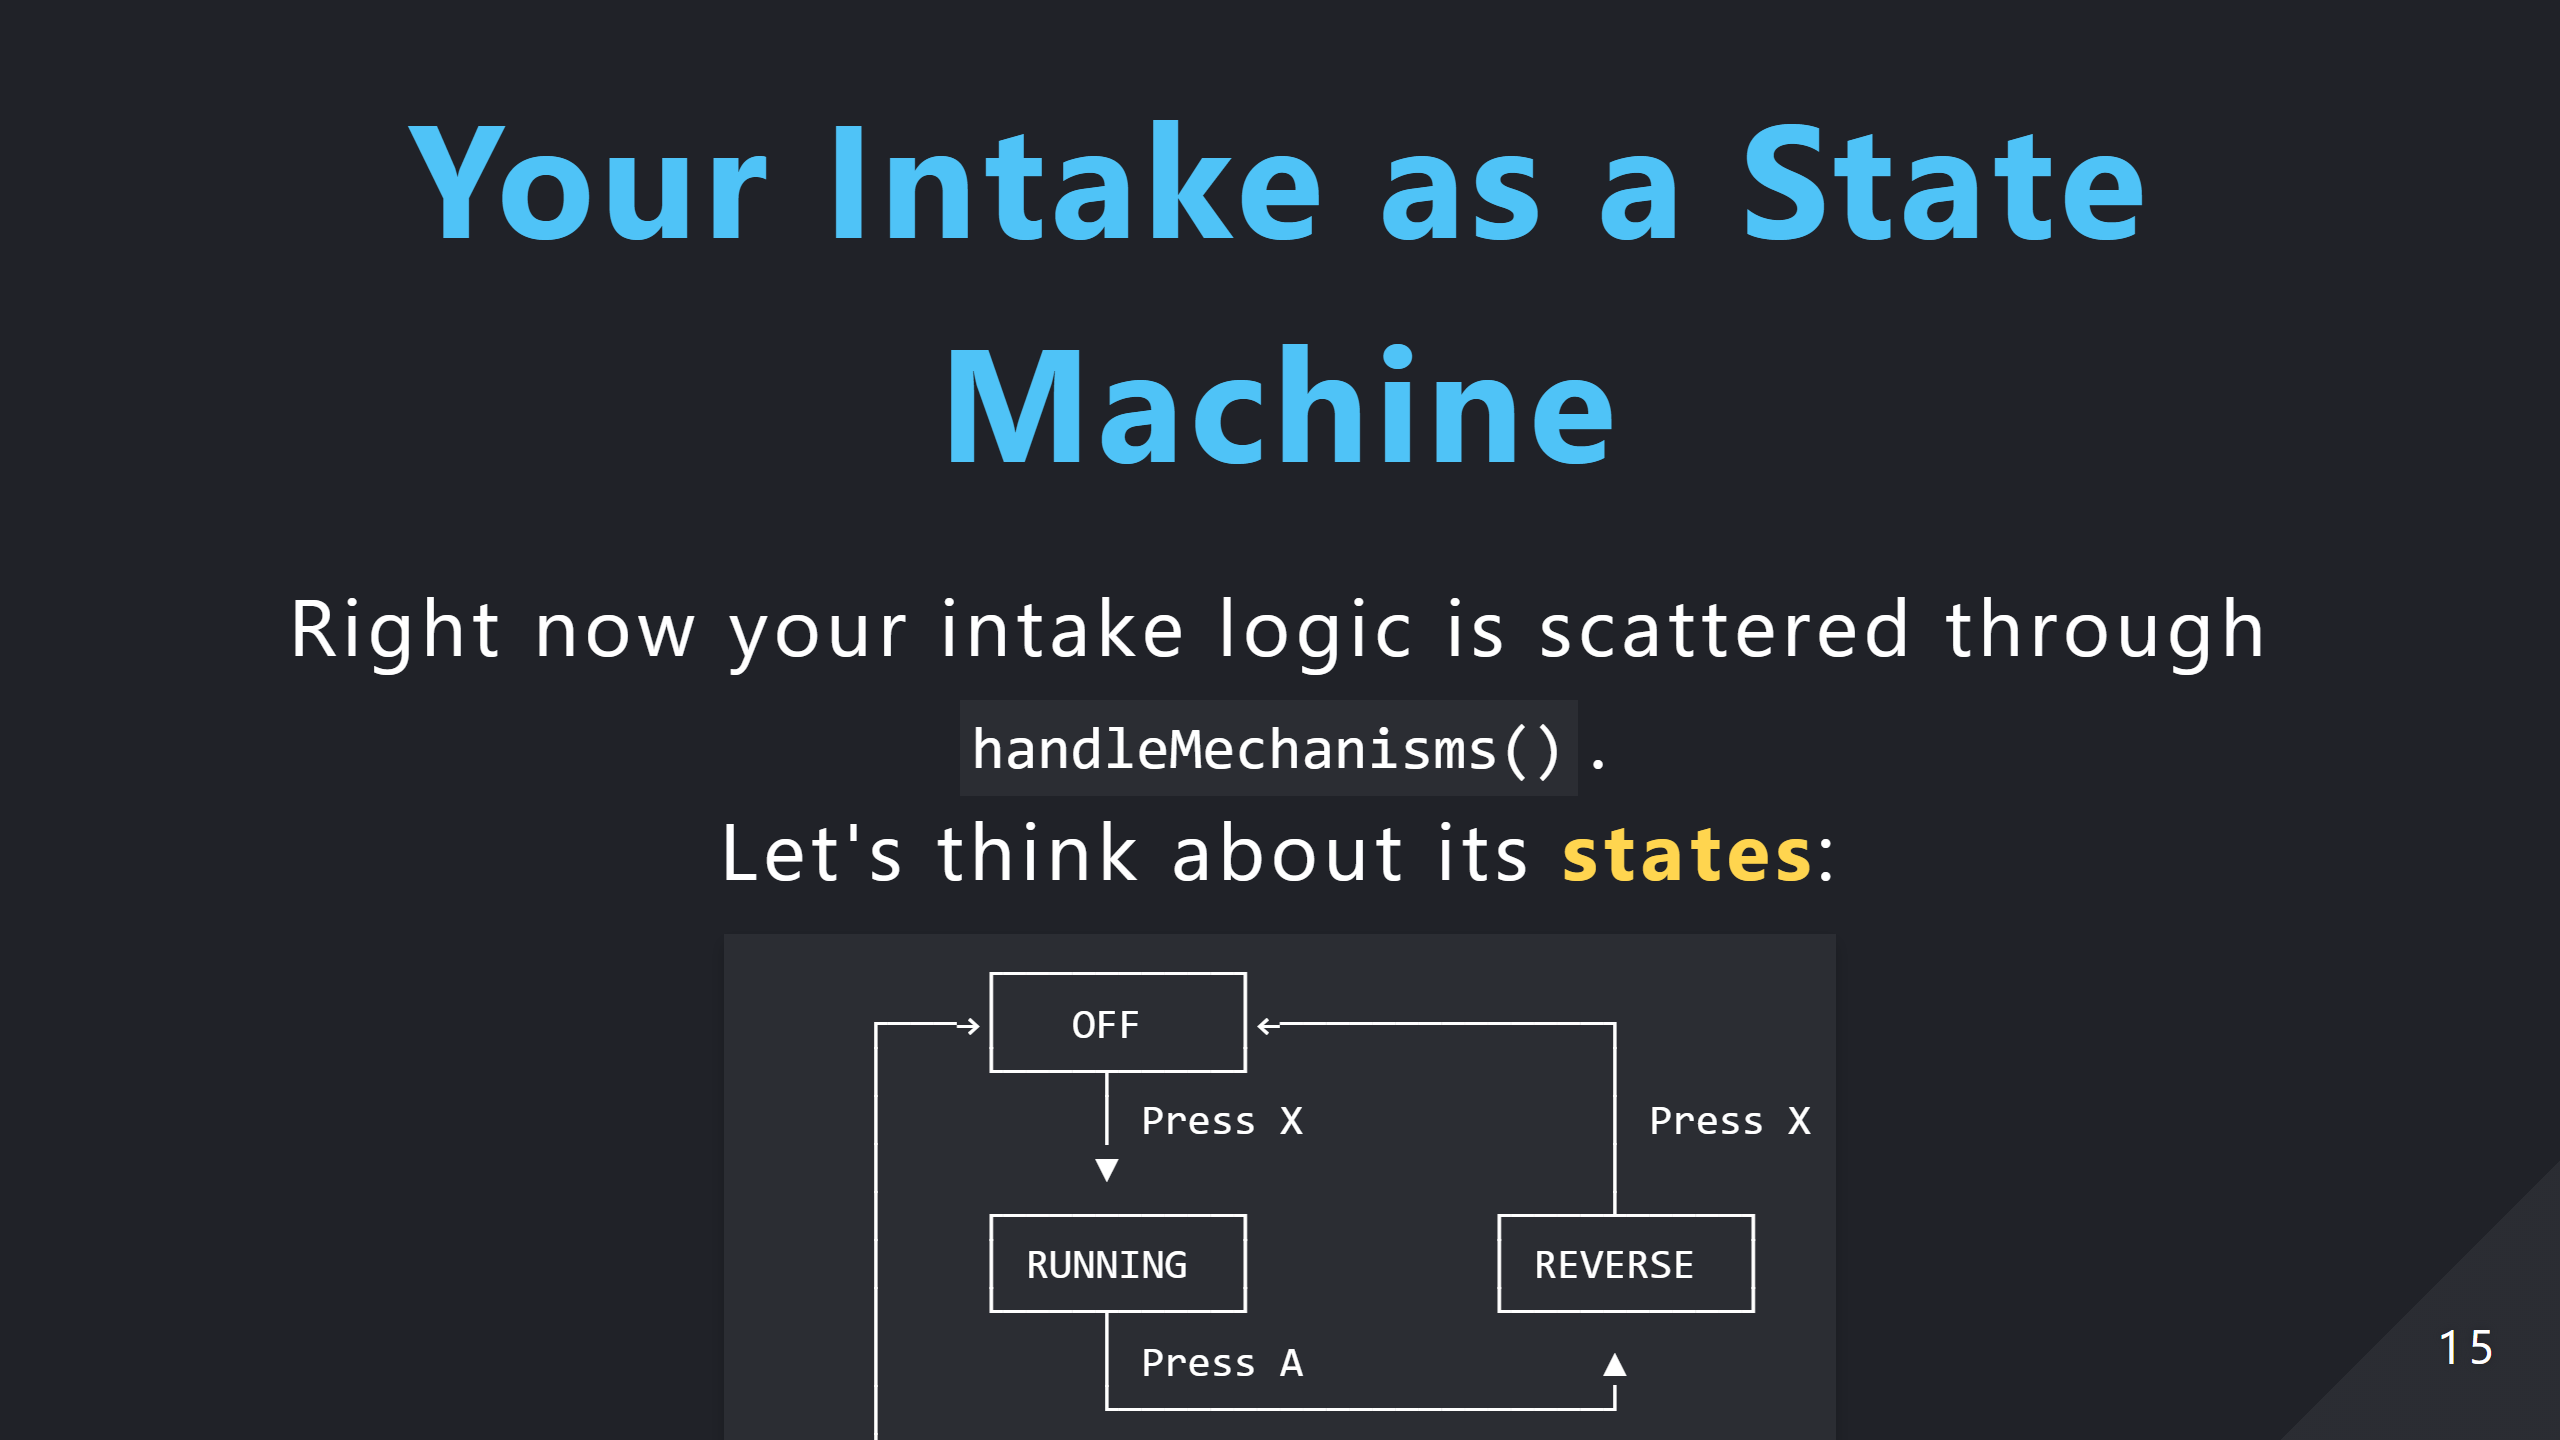 Your Intake as a State
Machine
Right now your intake logic is scattered through
handleMechanisms().
Let's think about its states:
OFF
Press X
Press X
RUNNING
REVERSE
Press A
15